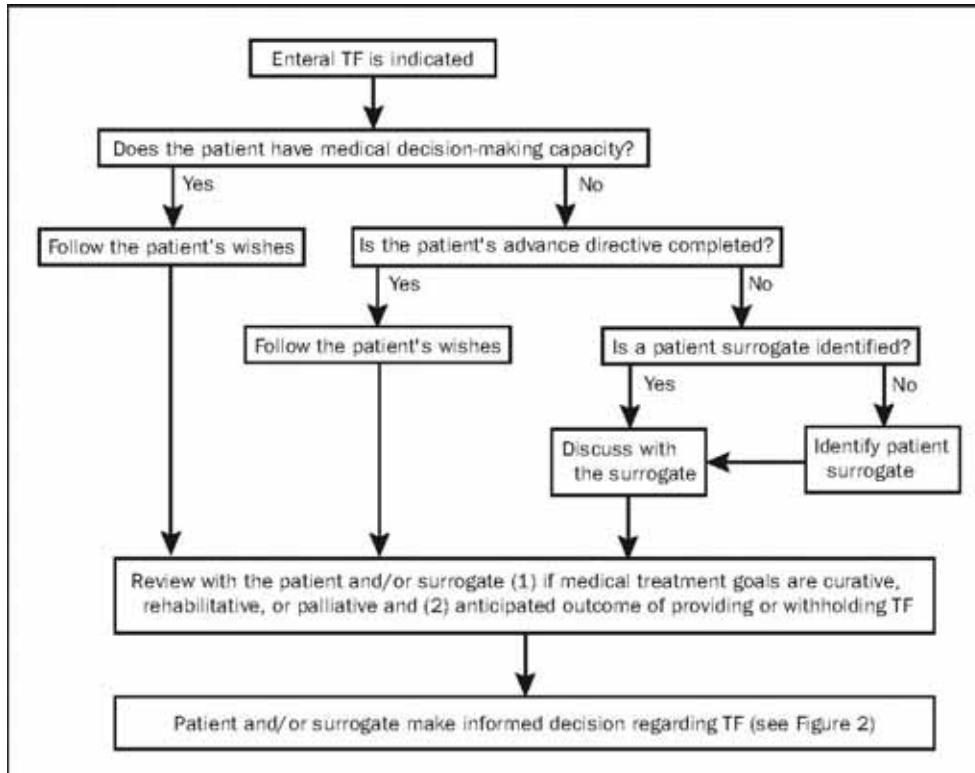 Enteral TF is indicated
Does the patient have medical decision-making capacity?
Yes
No
Follow the patient's wishes
Is the patient's advance directive completed?
Yes
No
Follow the patient's wishes
Is a patient surrogate identified?
Yes
No
Discuss with
the surrogate
Identify patient
surrogate
Review with the patient and/or surrogate (1) if medical treatment goals are curative,
rehabilitative, or palliative and (2) anticipated outcome of providing or withholding TF
Patient and/or surrogate make informed decision regarding TF (see Figure 2)